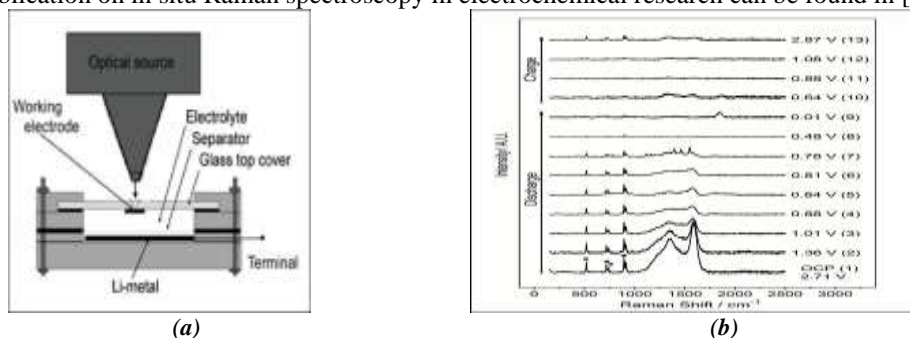 blication on in situ Raman spectroscopy in electrochemical research can be found in [
Optical source
Working
electrode
Electrolyte
Separator
Glass top cover
Terminal
Li-metal
(a)
Intensity/ A.U.
Charge
Discharge
2.87 V (13)
1.08 V (12)
0.88 V (11)
0.64 V (10)
0.01 V (9)
0.48 V (8)
0.76 V (7)
0.81 V (6)
0.84 V (5)
0.88 V (4)
1.01 V (3)
1.36 V (2)
OCP (1)
2.71 V
0 500 1000 1500 2000 2500 3000
Raman Shift / cm⁻¹
(b)